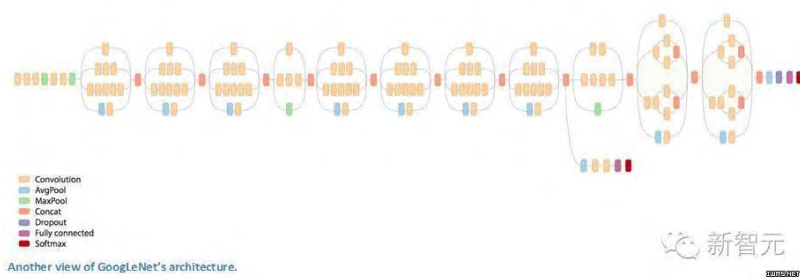 Convolution
AvgPool
MaxPool
Concat
Dropout
Fully connected
Softmax
新智元
Another view of GoogLeNet's architecture.